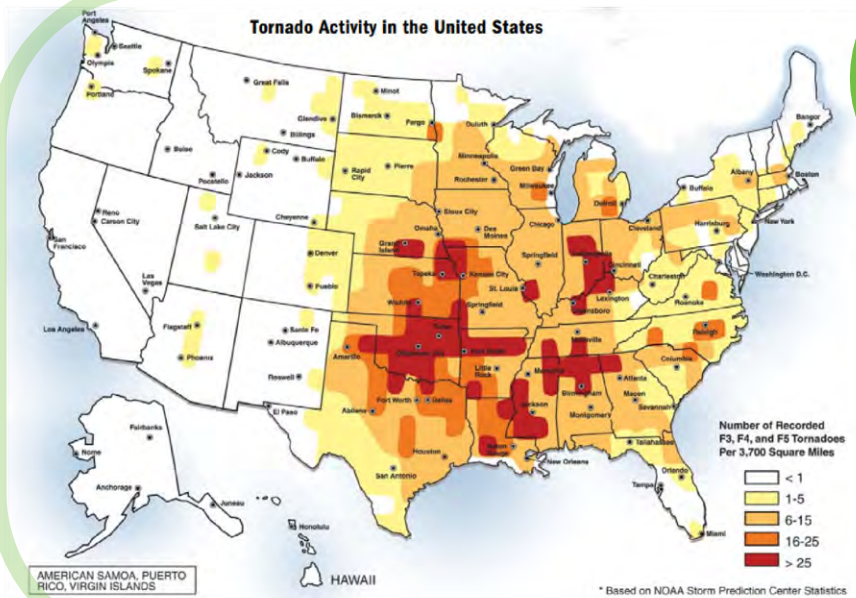 Tornado Activity in the United States
Port
Angeles
Seattle
Olympia
Spokane
Portland
Great Falls
Glendive
Billings
Minot
Bismarck
Fargo
Duluth
Bangor
Boise
Pocatello
Cody
Buffalo
Jackson
Rapid
City
Pierre
Minneapolis
Rochester
Green Bay
Milwaukee
Detroit
Buffalo
Albany
Boston
Reno
Carson City
Salt Lake City
Cheyenne
Sioux City
Omaha
Des
Moines
Chicago
Cleveland
Harrisburg
New York
San
Francisco
Grand
Island
Denver
Pueblo
Topeka
Kansas City
Springfield
St. Louis
Cincinnati
Charleston
Washington D.C.
Las
Vegas
Wichita
Springfield
Lexington
Roanoke
Los Angeles
Flagstaff
Phoenix
Santa Fe
Albuquerque
Amarillo
Oklahoma City
Little
Rock
Memphis
Raleigh
Columbia
Roswell
El Paso
Abilene
Fort Worth
Dallas
Jackson
Birmingham
Atlanta
Macon
Savannah
Montgomery
Houston
San Antonio
Baton
Rouge
New Orleans
Tallahassee
Orlando
Tampa
Miami
Fairbanks
Nome
Anchorage
Juneau
Honolulu
HAWAII
AMERICAN SAMOA, PUERTO
RICO, VIRGIN ISLANDS
Number of Recorded
F3, F4, and F5 Tornadoes
Per 3,700 Square Miles
< 1
1-5
6-15
16-25
> 25
* Based on NOAA Storm Prediction Center Statistics